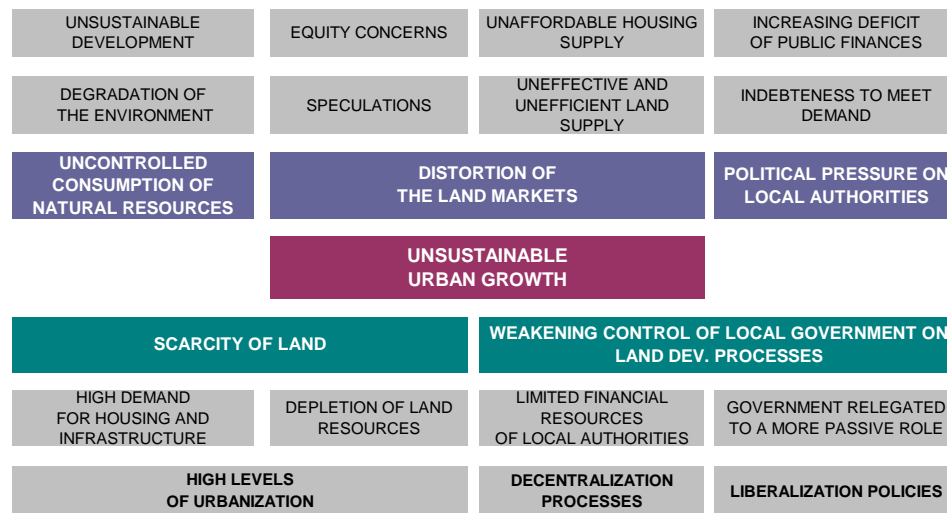 UNSUSTAINABLE
DEVELOPMENT
EQUITY CONCERNS
UNAFFORDABLE HOUSING
SUPPLY
INCREASING DEFICIT
OF PUBLIC FINANCES
DEGRADATION OF
THE ENVIRONMENT
SPECULATIONS
UNEFFECTIVE AND
UNEFFICIENT LAND
SUPPLY
INDEBTENESS TO MEET
DEMAND
UNCONTROLLED
CONSUMPTION OF
NATURAL RESOURCES
DISTORTION OF
THE LAND MARKETS
POLITICAL PRESSURE ON
LOCAL AUTHORITIES
UNSUSTAINABLE
URBAN GROWTH
SCARCITY OF LAND
WEAKENING CONTROL OF LOCAL GOVERNMENT ON
LAND DEV. PROCESSES
HIGH DEMAND
FOR HOUSING AND
INFRASTRUCTURE
DEPLETION OF LAND
RESOURCES
LIMITED FINANCIAL
RESOURCES
OF LOCAL AUTHORITIES
GOVERNMENT RELEGATED
TO A MORE PASSIVE ROLE
HIGH LEVELS
OF URBANIZATION
DECENTRALIZATION
PROCESSES
LIBERALIZATION POLICIES